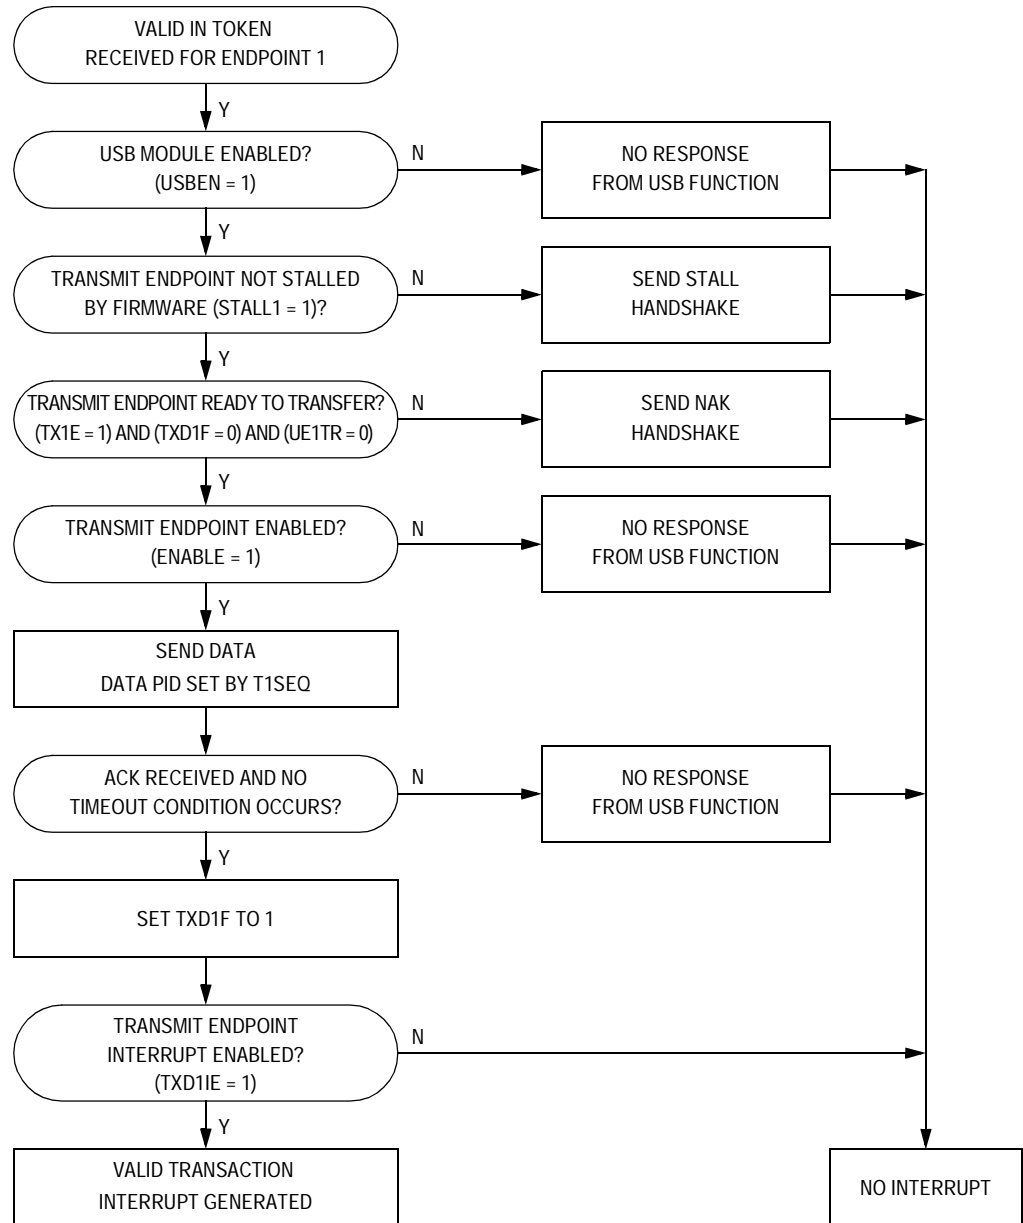 VALID IN TOKEN
RECEIVED FOR ENDPOINT 1
Y
USB MODULE ENABLED?
(USBEN = 1)
N
NO RESPONSE
FROM USB FUNCTION
Y
TRANSMIT ENDPOINT NOT STALLED
BY FIRMWARE (STALL1 = 1)?
N
SEND STALL
HANDSHAKE
Y
TRANSMIT ENDPOINT READY TO TRANSFER?
(TX1E = 1) AND (TXD1F = 0) AND (UE1TR = 0)
N
SEND NAK
HANDSHAKE
Y
TRANSMIT ENDPOINT ENABLED?
(ENABLE = 1)
N
NO RESPONSE
FROM USB FUNCTION
Y
SEND DATA
DATA PID SET BY T1SEQ
ACK RECEIVED AND NO
TIMEOUT CONDITION OCCURS?
N
NO RESPONSE
FROM USB FUNCTION
Y
SET TXD1F TO 1
TRANSMIT ENDPOINT
INTERRUPT ENABLED?
(TXD1IE = 1)
N
Y
VALID TRANSACTION
INTERRUPT GENERATED
NO INTERRUPT